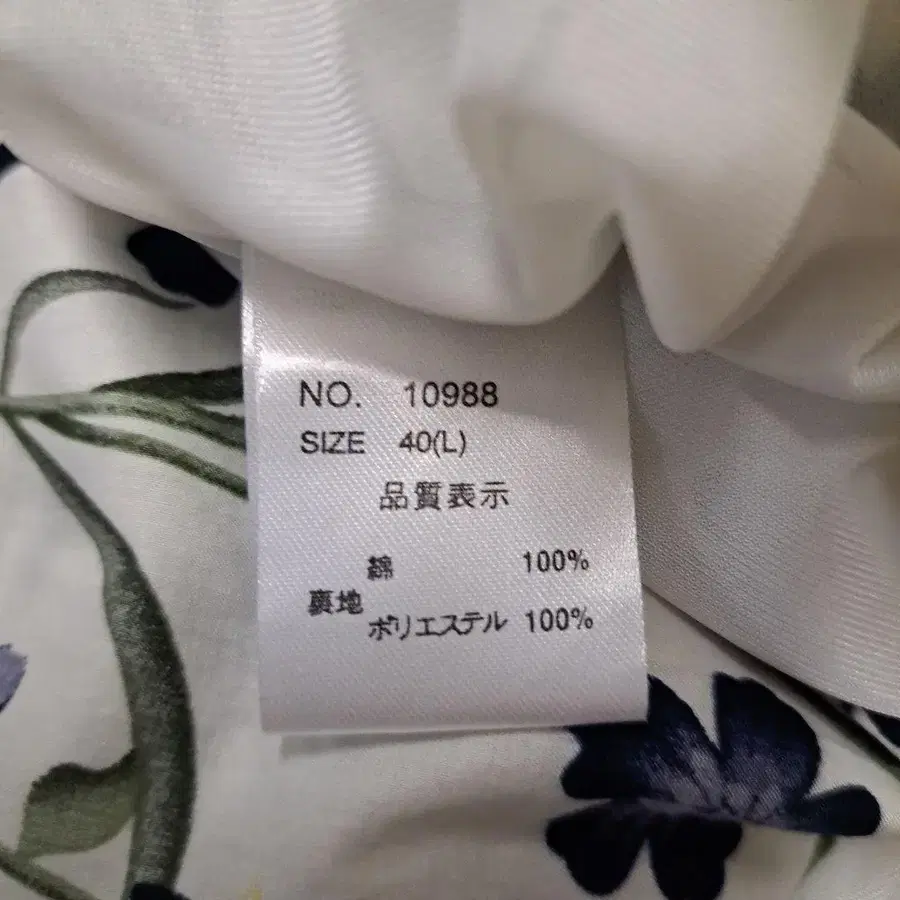 NO. 10988
SIZE 40(L)
品質表示
綿 100%
裏地
ポリエステル 100%